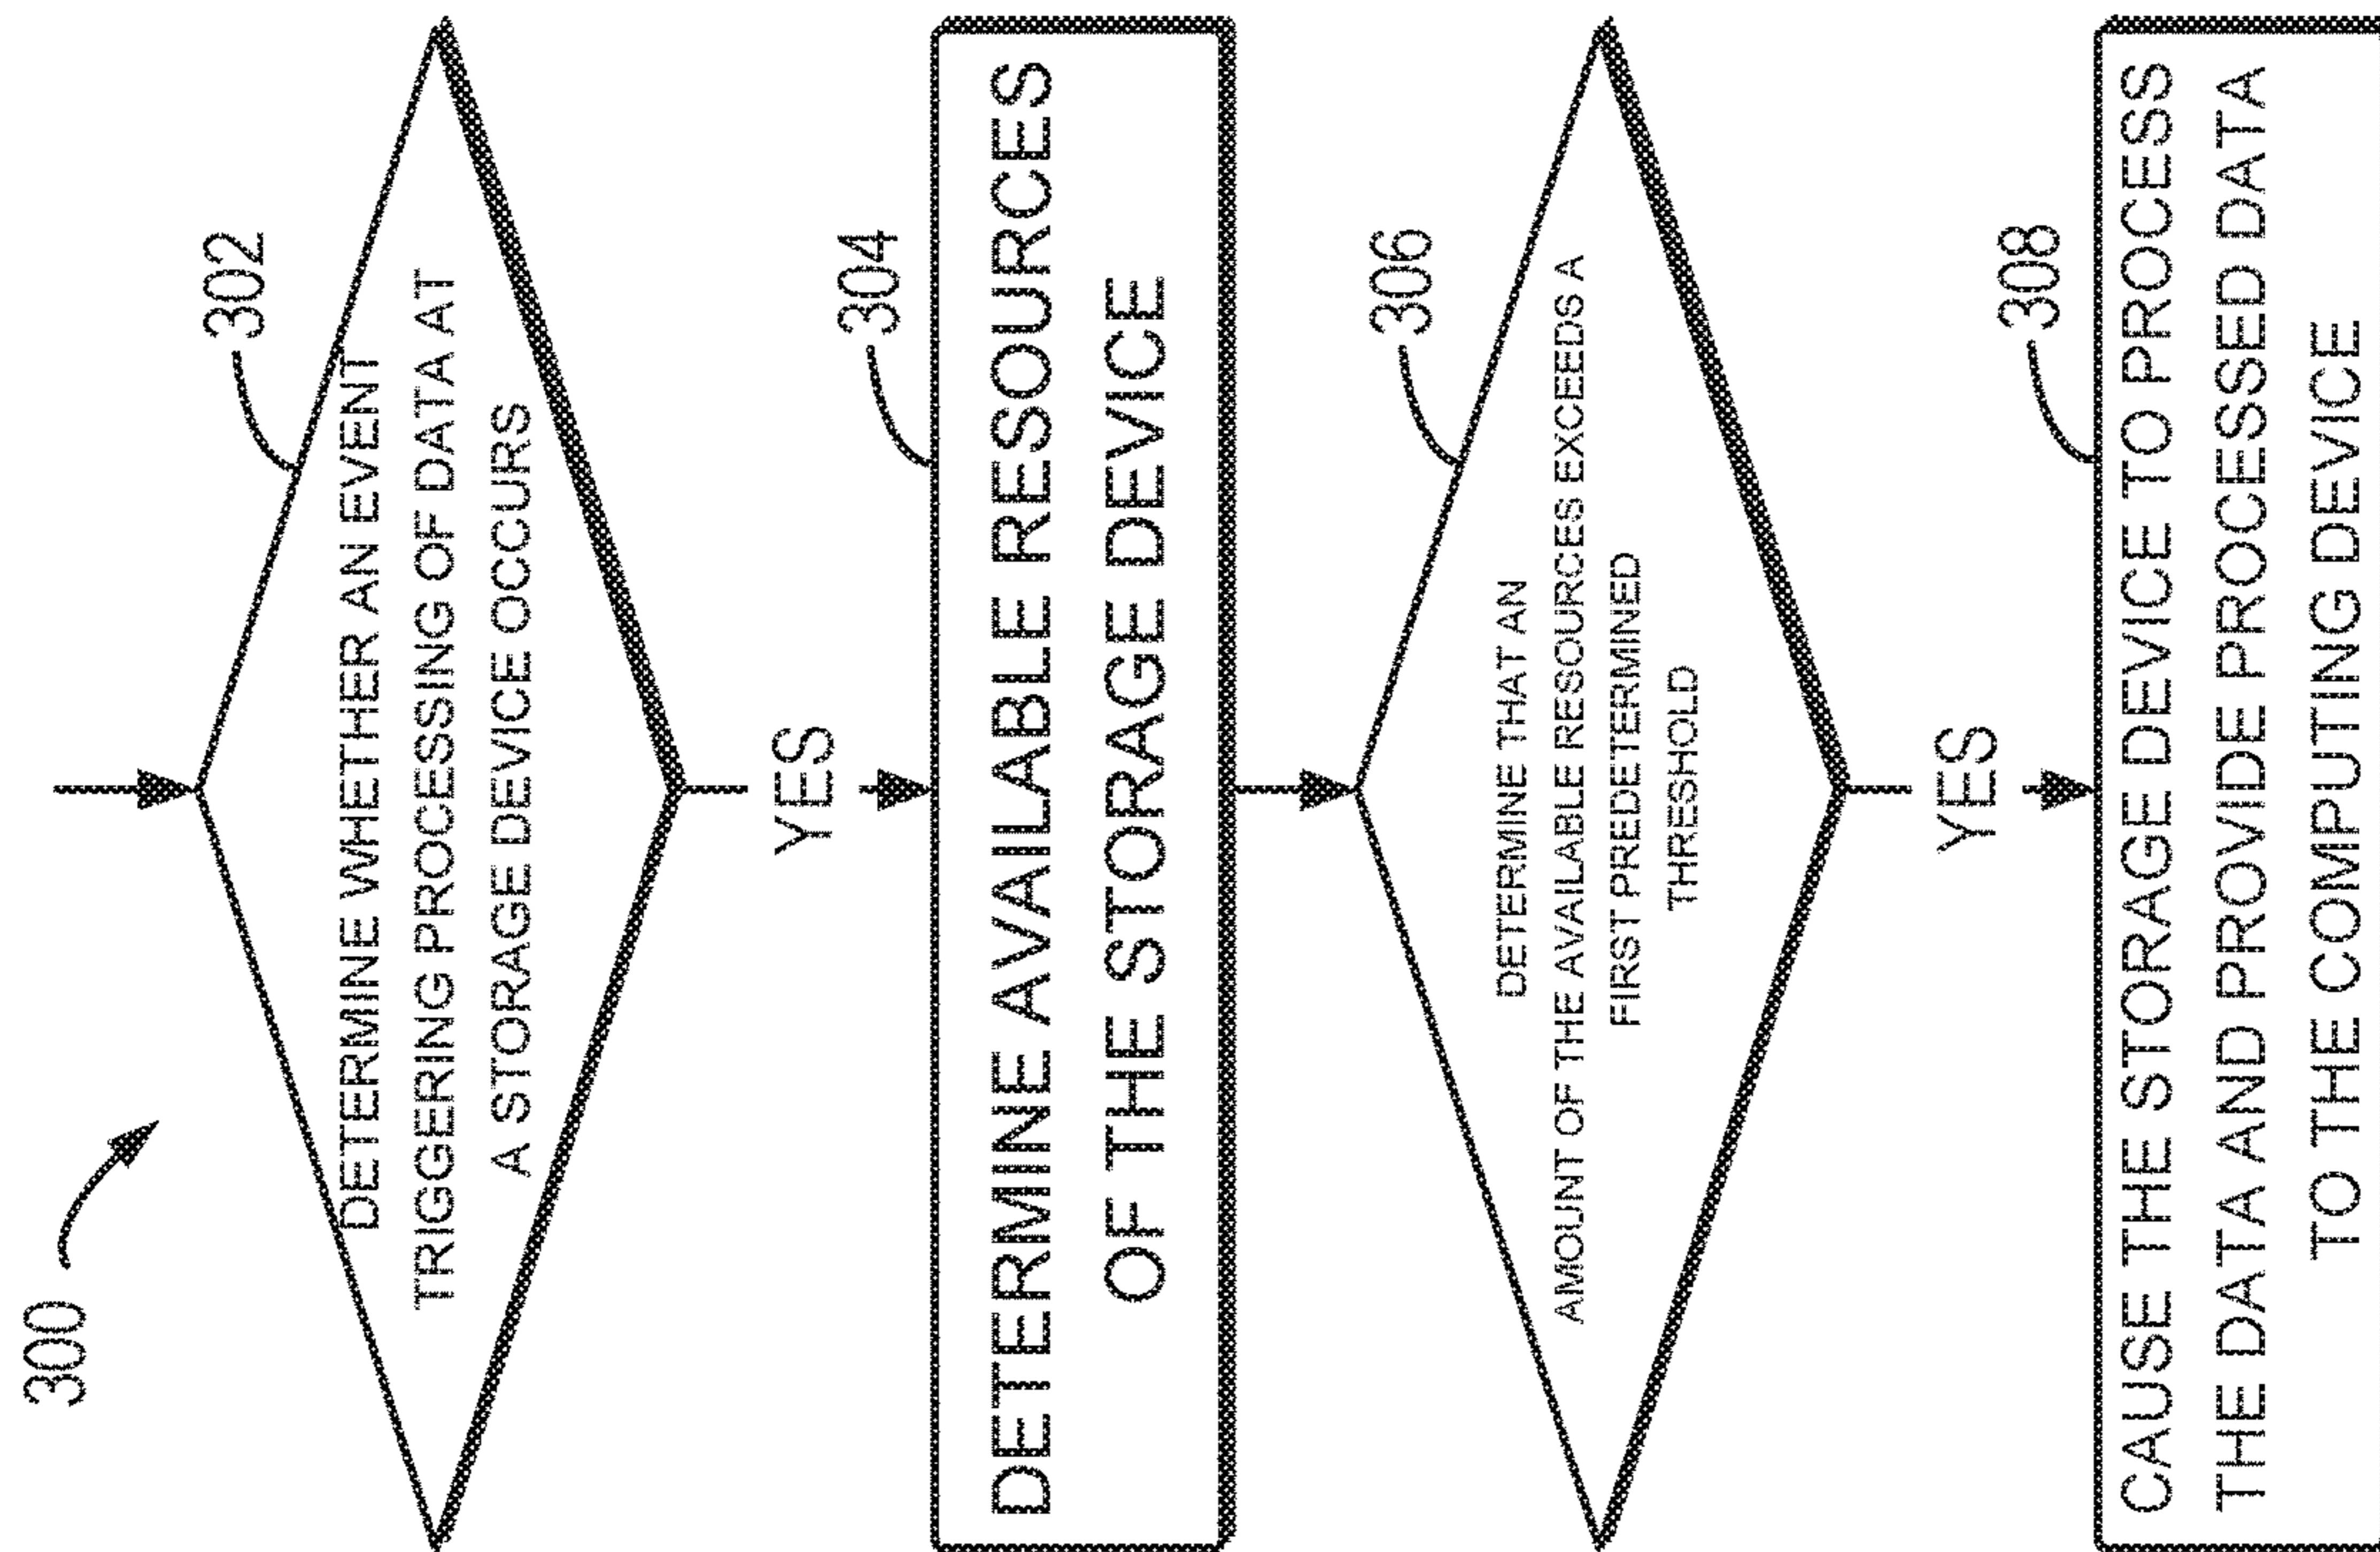 300
302
DETERMINE WHETHER AN EVENT
TRIGGERING PROCESSING OF DATA AT
A STORAGE DEVICE OCCURS
YES
304
DETERMINE AVAILABLE RESOURCES
OF THE STORAGE DEVICE
306
DETERMINE THAT AN
AMOUNT OF THE AVAILABLE RESOURCES EXCEEDS A
FIRST PREDETERMINED
THRESHOLD
YES
308
CAUSE THE STORAGE DEVICE TO PROCESS
THE DATA AND PROVIDE PROCESSED DATA
TO THE COMPUTING DEVICE